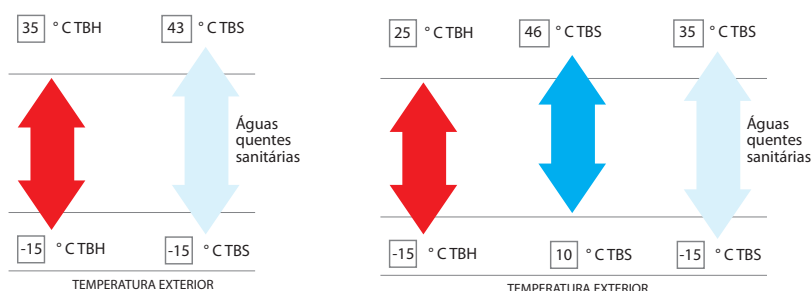 35 °C TBH 43 °C TBS
Águas
quentes
sanitárias
-15 °C TBH -15 °C TBS
TEMPERATURA EXTERIOR
25 °C TBH 46 °C TBS 35 °C TBS
Águas
quentes
sanitárias
-15 °C TBH 10 °C TBS -15 °C TBS
TEMPERATURA EXTERIOR